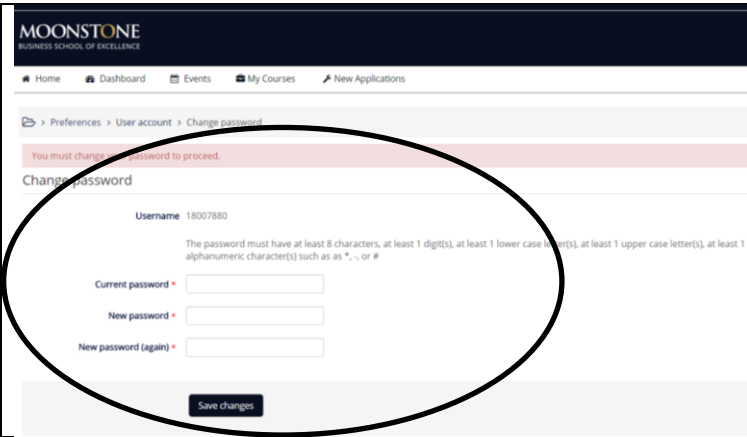 MOONSTONE
BUSINESS SCHOOL OF EXCELLENCE
Home Dashboard Events My Courses New Applications
> Preferences > User account > Change password
You must change your password to proceed.
Change password
Username 18007880
The password must have at least 8 characters, at least 1 digit(s), at least 1 lower case letter(s), at least 1 upper case letter(s), at least 1
alphanumeric character(s) such as as *, -, or #
Current password *
New password *
New password (again) *
Save changes